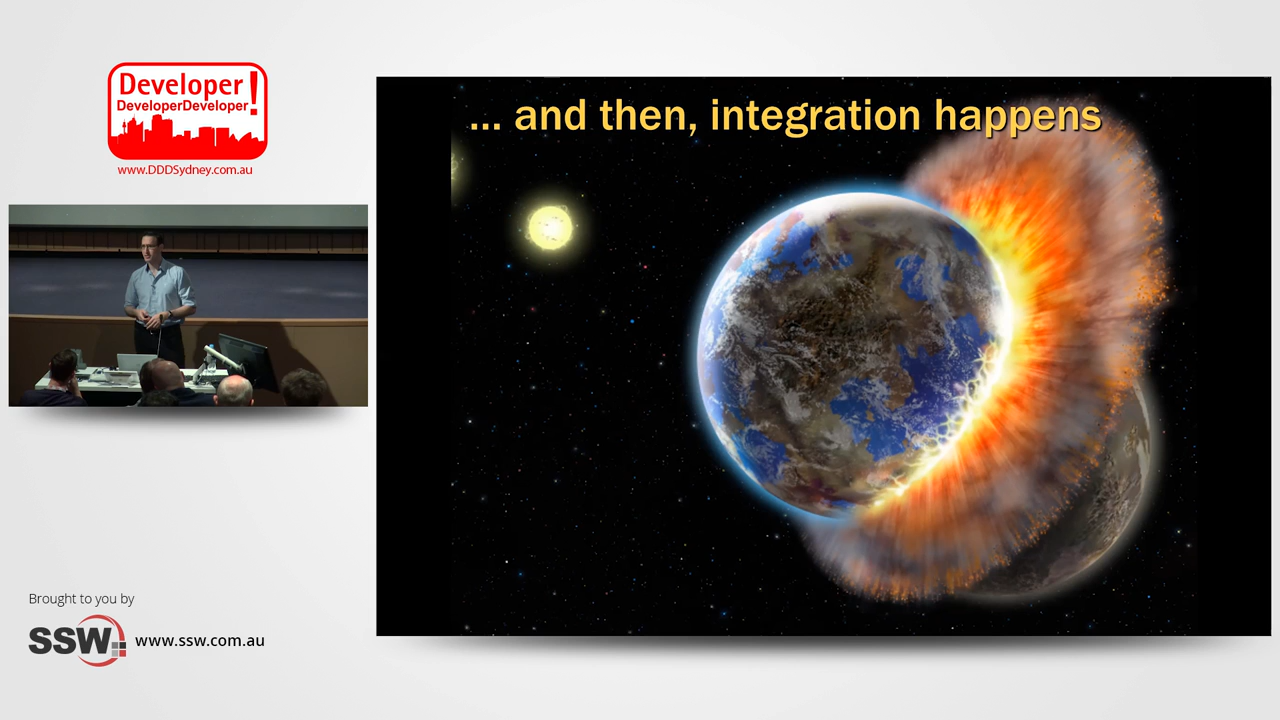 Developer!
DeveloperDeveloper
www.DDDSydney.com.au
... and then, integration happens
Brought to you by
SSW
www.ssw.com.au